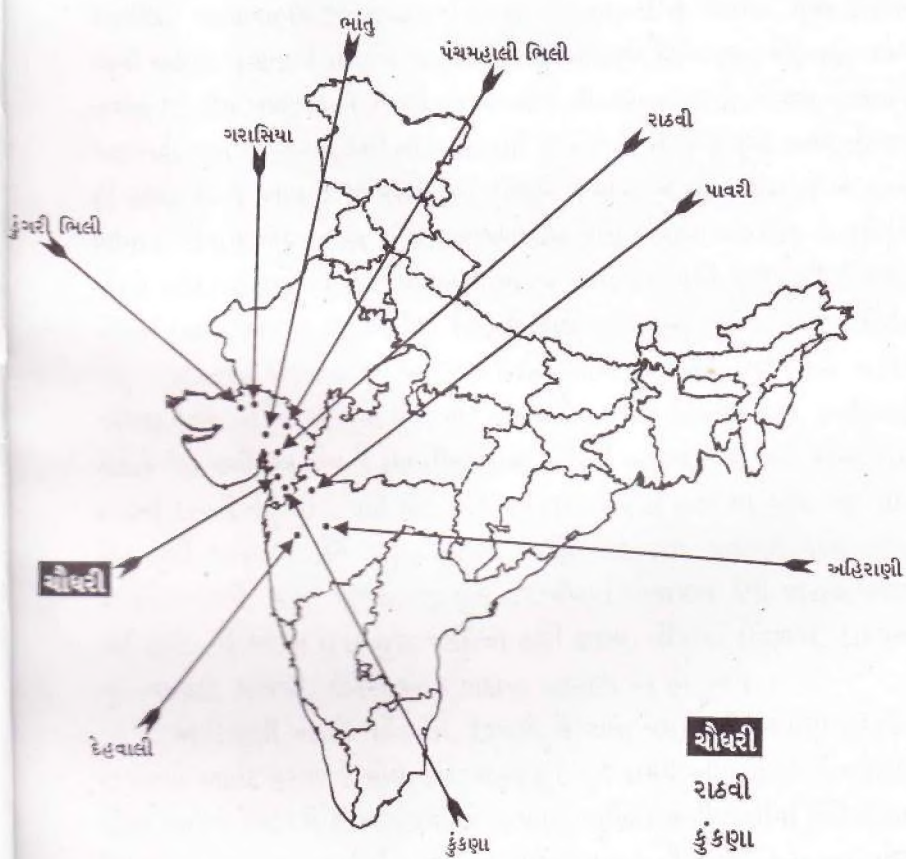 ભાંતુ
પંચમહાલી ભિલી
ગરાસિયા
રાઠવી
પાવરી
કુંગરી ભિલી
ચૌધરી
અહિરાણી
દેહવાલી
કુંકણા
ચૌધરી
રાઠવી
કુંકણા